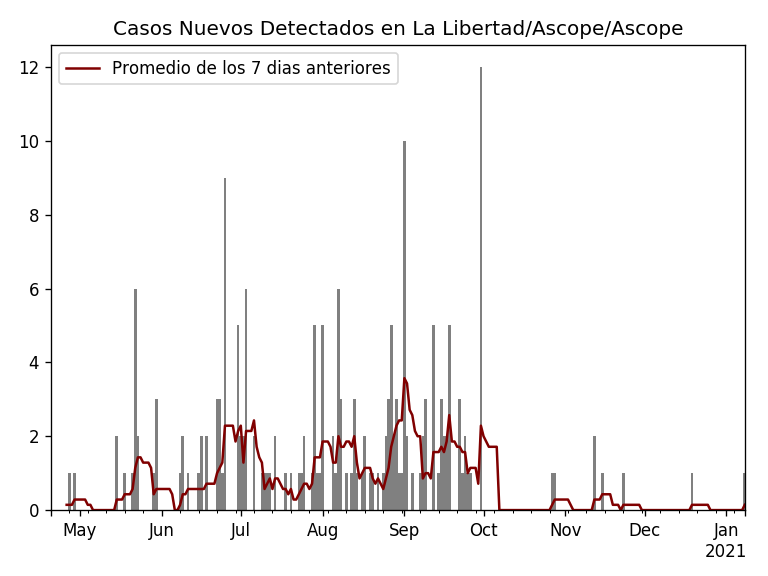 Casos Nuevos Detectados en La Libertad/Ascope/Ascope
Promedio de los 7 dias anteriores
12
10
8
6
4
2
0
May Jun Jul Aug Sep Oct Nov Dec Jan
2021